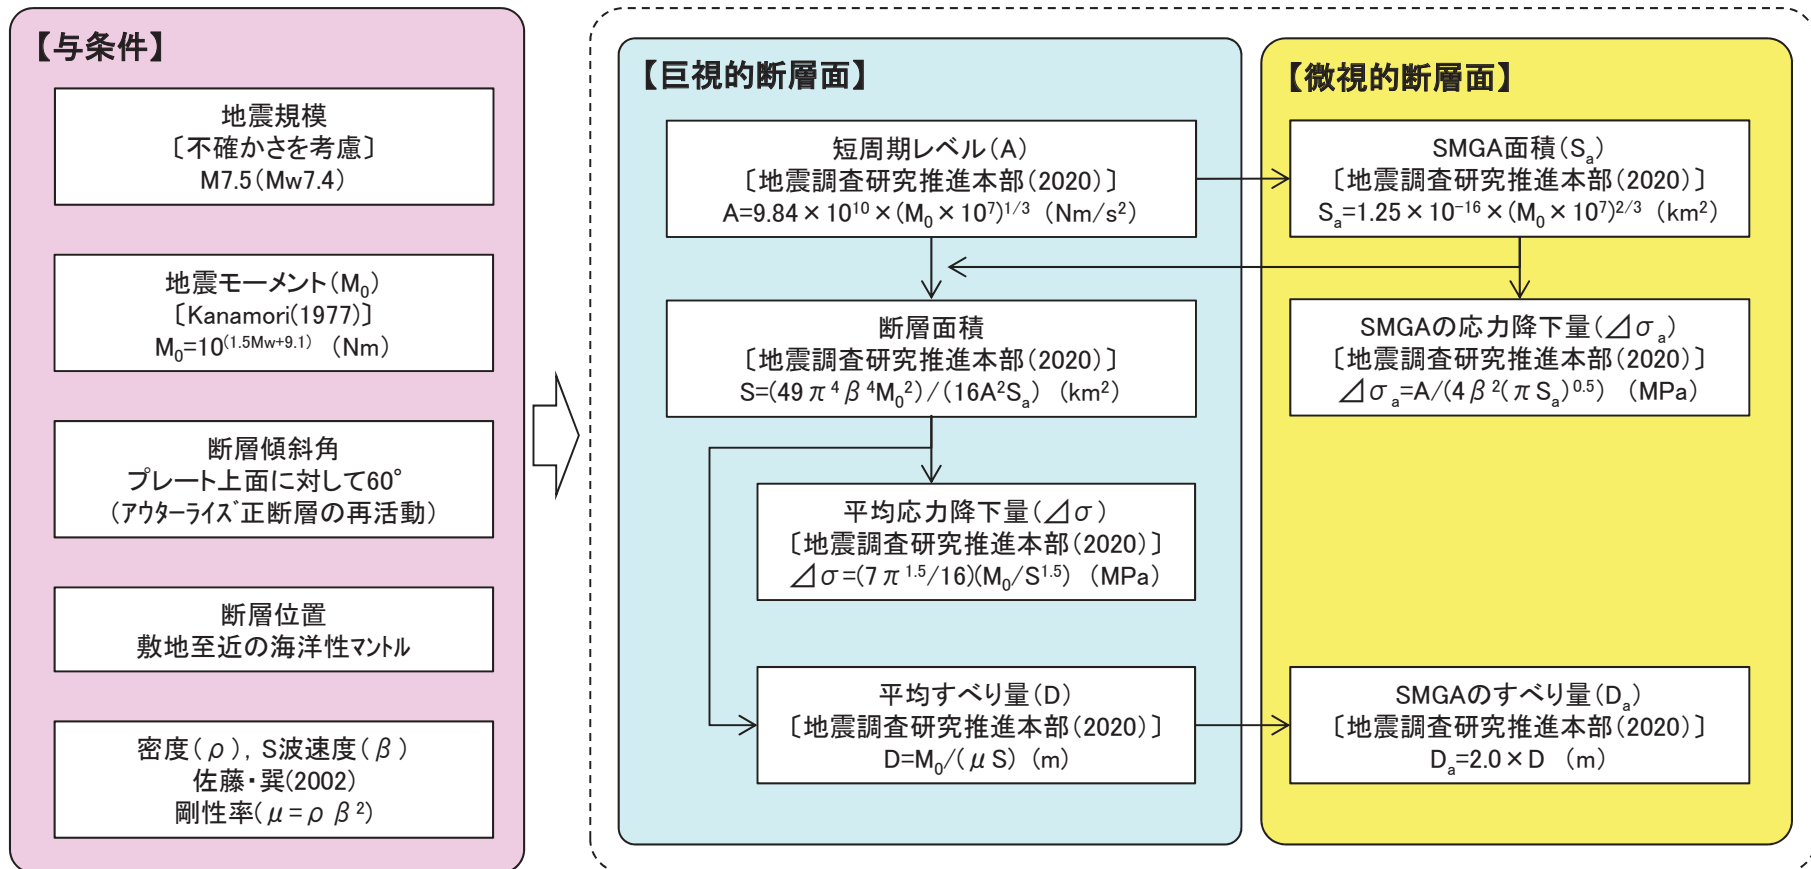 【与条件】
地震規模
〔不確かさを考慮〕
M7.5(Mw7.4)
地震モーメント(M₀)
〔Kanamori(1977)〕
M₀=10^(1.5Mw+9.1) (Nm)
断層傾斜角
プレート上面に対して60°
(アウターライズ正断層の再活動)
断層位置
敷地至近の海洋性マントル
密度(ρ), S波速度(β)
佐藤・巽(2002)
剛性率(μ=ρβ²)
【巨視的断層面】
短周期レベル(A)
〔地震調査研究推進本部(2020)〕
A=9.84×10¹⁰×(M₀×10⁷)^1/3 (Nm/s²)
断層面積
〔地震調査研究推進本部(2020)〕
S=(49π⁴β⁴M₀²)/(16A²Sₐ) (km²)
平均応力降下量(⊿σ)
〔地震調査研究推進本部(2020)〕
⊿σ=(7π^1.5/16)(M₀/S^1.5) (MPa)
平均すべり量(D)
〔地震調査研究推進本部(2020)〕
D=M₀/(μS) (m)
【微視的断層面】
SMGA面積(Sₐ)
〔地震調査研究推進本部(2020)〕
Sₐ=1.25×10⁻¹⁶×(M₀×10⁷)^2/3 (km²)
SMGAの応力降下量(⊿σₐ)
〔地震調査研究推進本部(2020)〕
⊿σₐ=A/(4β²(πSₐ)^0.5) (MPa)
SMGAのすべり量(Dₐ)
〔地震調査研究推進本部(2020)〕
Dₐ=2.0×D (m)